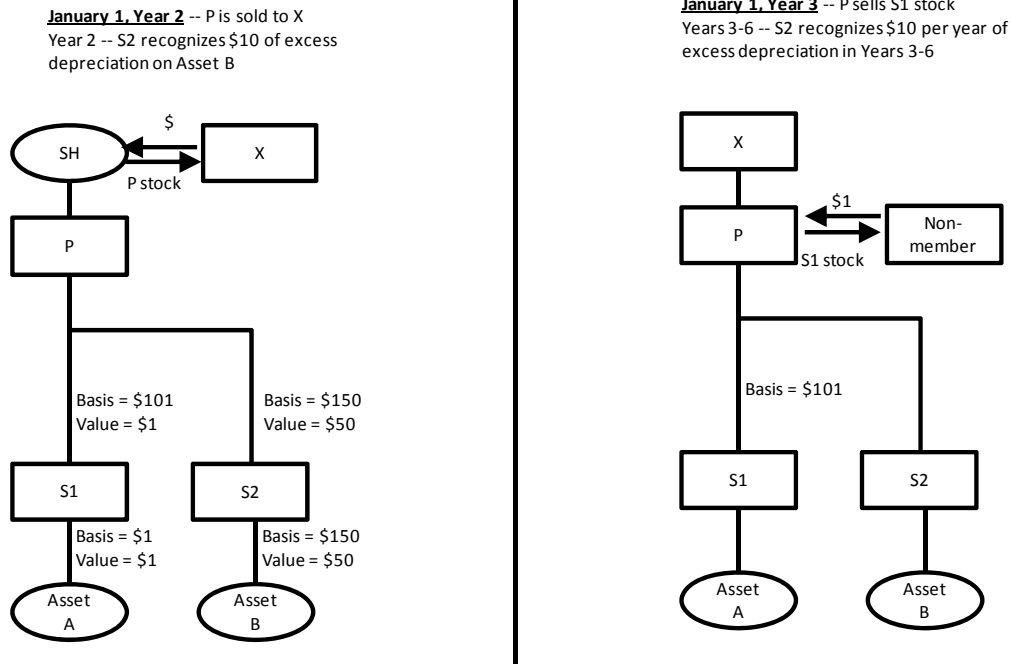 January 1, Year 2 -- P is sold to X
Year 2 -- S2 recognizes $10 of excess
depreciation on Asset B
$
SH
X
P stock
P
Basis = $101
Value = $1
Basis = $150
Value = $50
S1
S2
Basis = $1
Value = $1
Basis = $150
Value = $50
Asset
A
Asset
B
January 1, Year 3 -- P sells S1 stock
Years 3-6 -- S2 recognizes $10 per year of
excess depreciation in Years 3-6
X
$1
P
Non-
member
S1 stock
Basis = $101
S1
S2
Asset
A
Asset
B